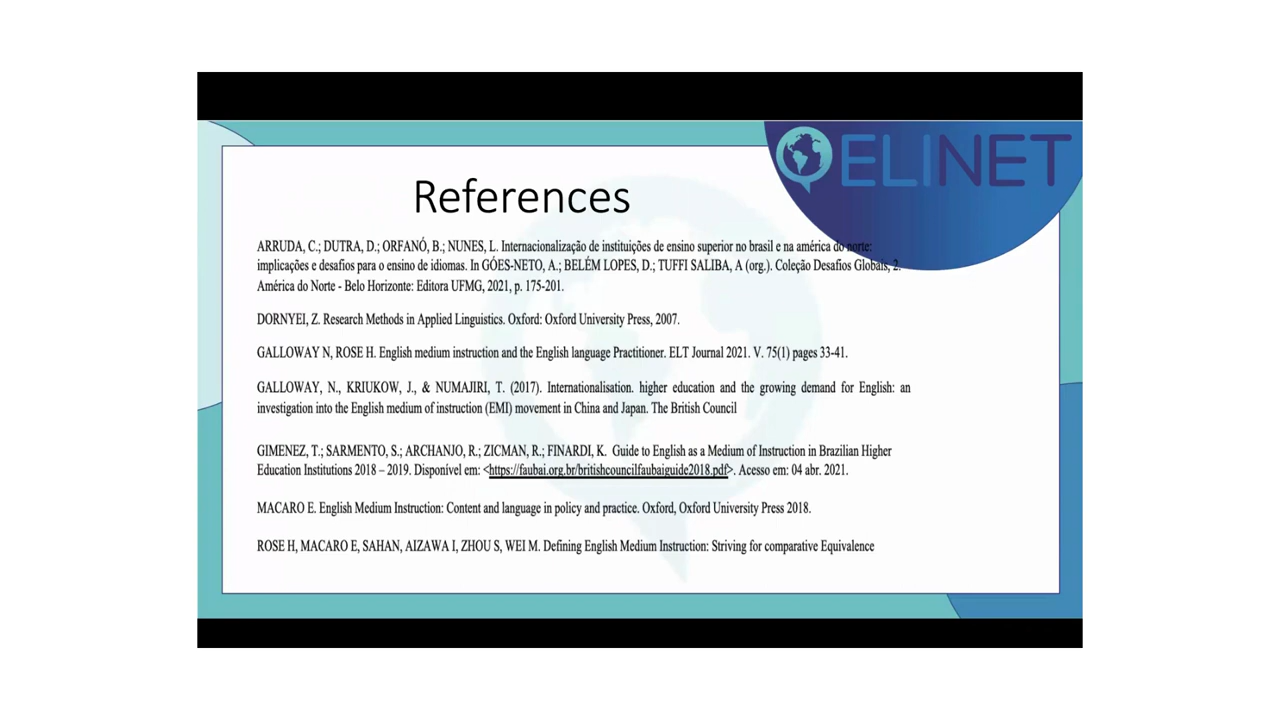 ELINET
References
ARRUDA, C.; DUTRA, D.; ORFANÓ, B.; NUNES, L. Internacionalização de instituições de ensino superior no brasil e na américa do norte:
implicações e desafios para o ensino de idiomas. In GÓES-NETO, A.; BELÉM LOPES, D.; TUFFI SALIBA, A (org.). Coleção Desafios Globais, 2.
América do Norte - Belo Horizonte: Editora UFMG, 2021, p. 175-201.
DORNYEI, Z. Research Methods in Applied Linguistics. Oxford: Oxford University Press, 2007.
GALLOWAY N, ROSE H. English medium instruction and the English language Practitioner. ELT Journal 2021. V. 75(1) pages 33-41.
GALLOWAY, N., KRIUKOW, J., & NUMAJIRI, T. (2017). Internationalisation. higher education and the growing demand for English: an
investigation into the English medium of instruction (EMI) movement in China and Japan. The British Council
GIMENEZ, T.; SARMENTO, S.; ARCHANJO, R.; ZICMAN, R.; FINARDI, K. Guide to English as a Medium of Instruction in Brazilian Higher
Education Institutions 2018 – 2019. Disponível em: <https://faubai.org.br/britishcouncilfaubaiguide2018.pdf>. Acesso em: 04 abr. 2021.
MACARO E. English Medium Instruction: Content and language in policy and practice. Oxford, Oxford University Press 2018.
ROSE H, MACARO E, SAHAN, AIZAWA I, ZHOU S, WEI M. Defining English Medium Instruction: Striving for comparative Equivalence